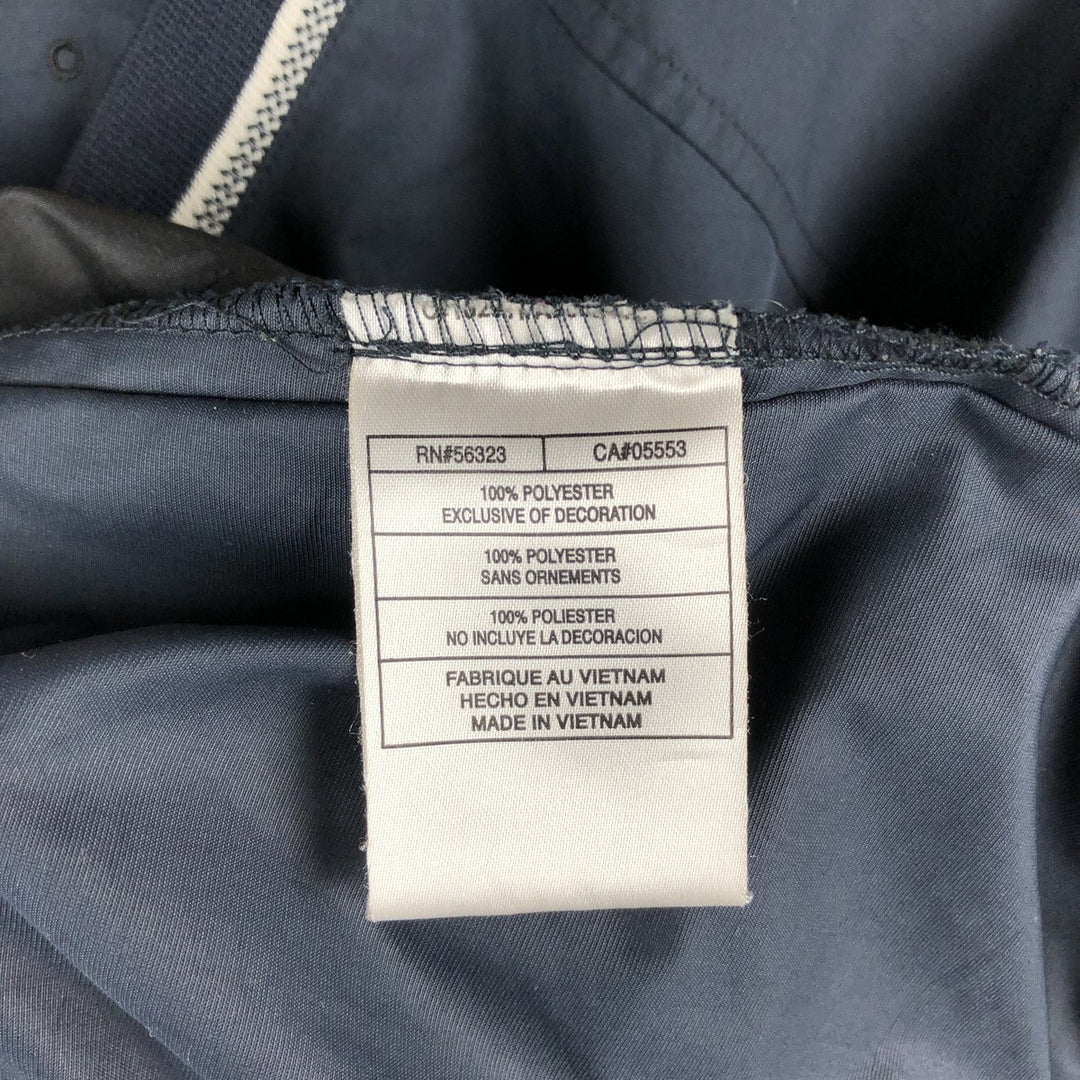 RN#56323 CA#05553
100% POLYESTER
EXCLUSIVE OF DECORATION
100% POLYESTER
SANS ORNEMENTS
100% POLIESTER
NO INCLUYE LA DECORACION
FABRIQUE AU VIETNAM
HECHO EN VIETNAM
MADE IN VIETNAM